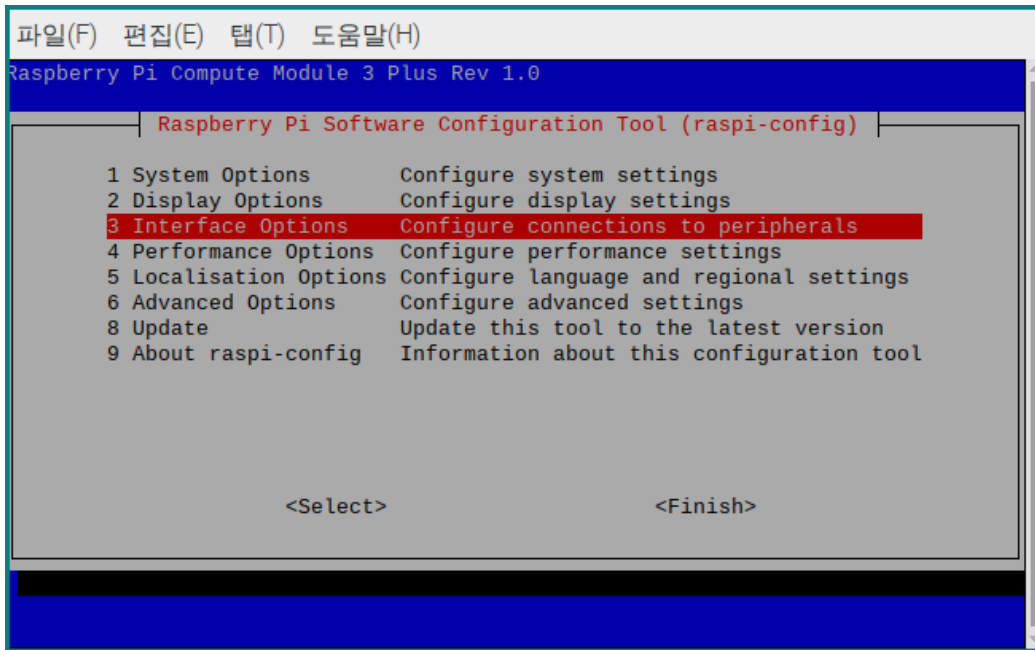 파일(F) 편집(E) 탭(T) 도움말(H)
Raspberry Pi Compute Module 3 Plus Rev 1.0
Raspberry Pi Software Configuration Tool (raspi-config)
1 System Options Configure system settings
2 Display Options Configure display settings
3 Interface Options Configure connections to peripherals
4 Performance Options Configure performance settings
5 Localisation Options Configure language and regional settings
6 Advanced Options Configure advanced settings
8 Update Update this tool to the latest version
9 About raspi-config Information about this configuration tool
<Select> <Finish>